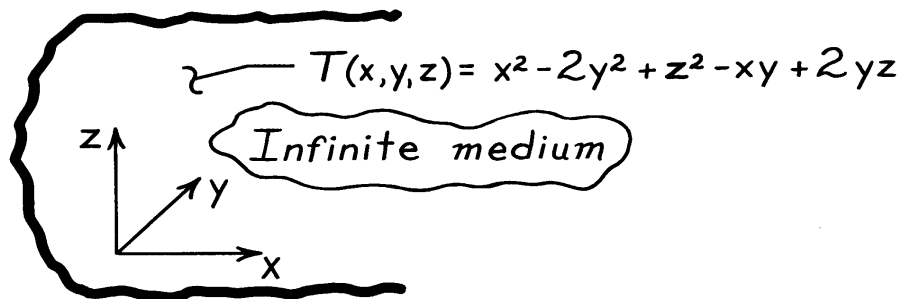 T(x,y,z) = x² - 2y² + z² - xy + 2yz
Infinite medium
z
y
x